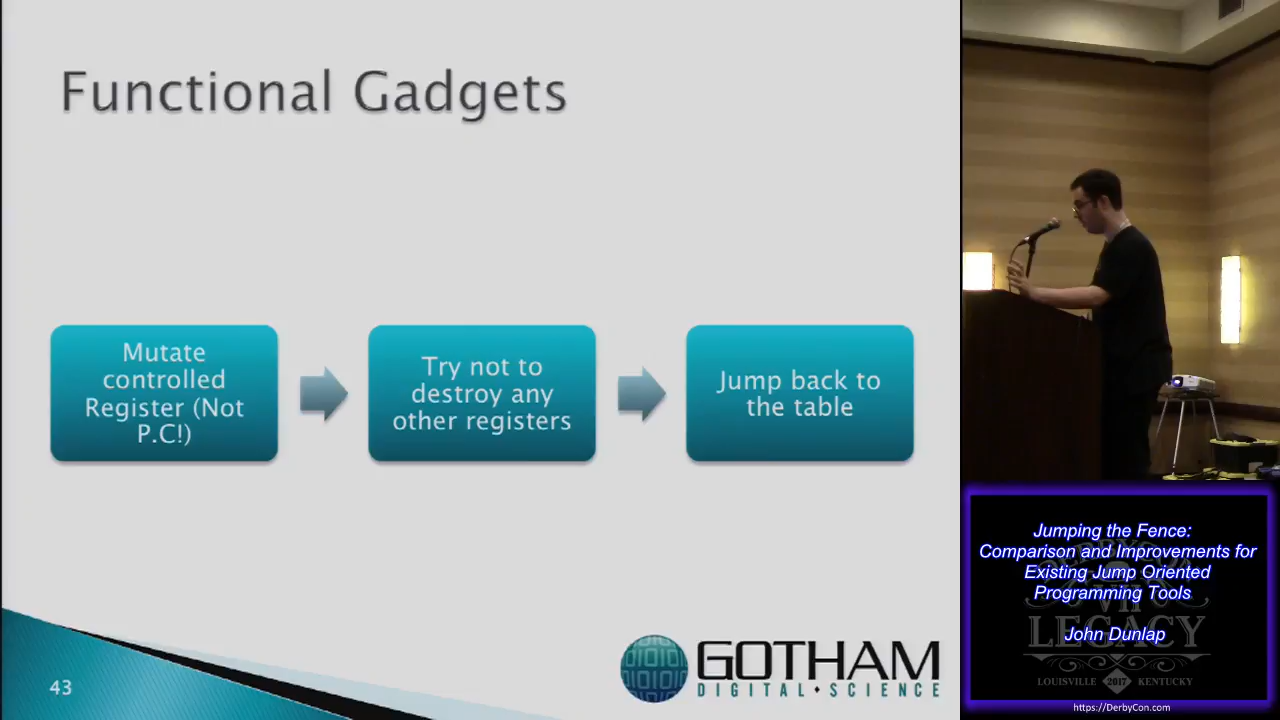 Functional Gadgets
Mutate
controlled
Register (Not
P.C!)
Try not to
destroy any
other registers
Jump back to
the table
43
GOTHAM
DIGITAL SCIENCE
Jumping the Fence:
Comparison and Improvements for
Existing Jump Oriented
Programming Tools
John Dunlap
VII
LEGACY
LOUISVILLE 2017 KENTUCKY
https://DerbyCon.com